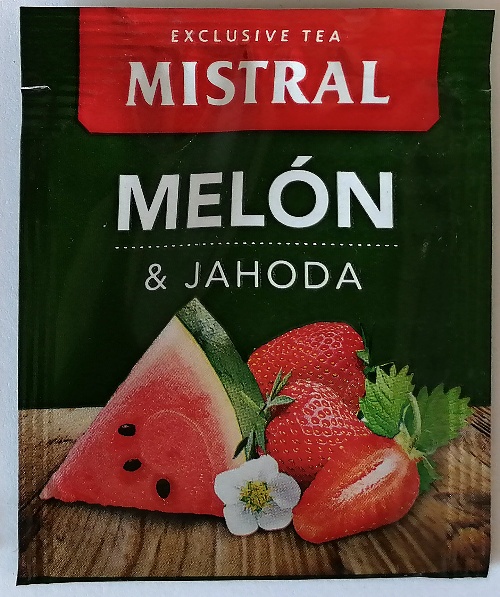 EXCLUSIVE TEA
MISTRAL
MELÓN
& JAHODA